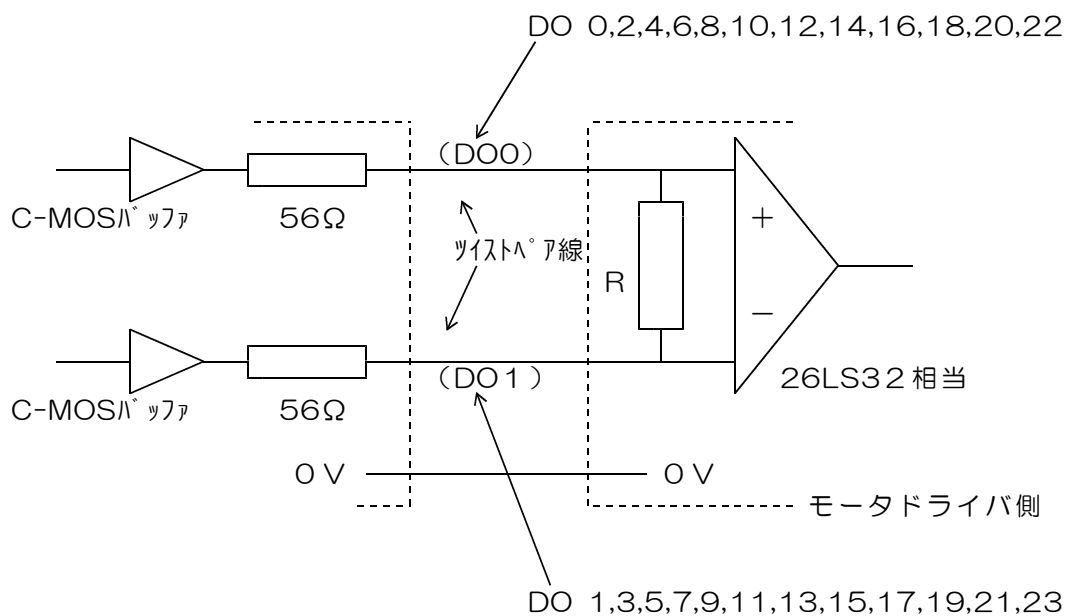 DO 0,2,4,6,8,10,12,14,16,18,20,22
(DO0)
C-MOSﾊﾞｯﾌｧ
56Ω
ﾂｲｽﾄﾍﾟｱ線
+
R
−
(DO1)
26LS32相当
C-MOSﾊﾞｯﾌｧ
56Ω
0V
0V
モータドライバ側
DO 1,3,5,7,9,11,13,15,17,19,21,23